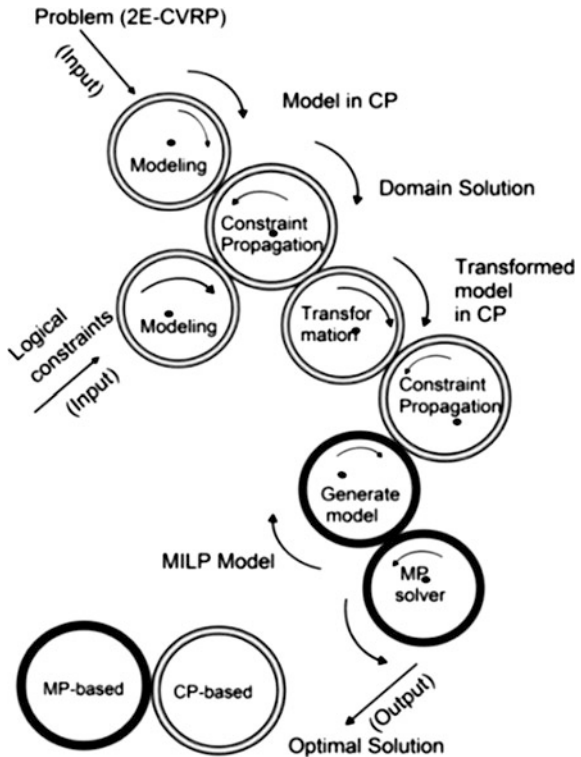 Problem (2E-CVRP)
(Input)
Model in CP
Modeling
Domain Solution
Constraint
Propagation
Transformed
model
in CP
Logical
constraints
(Input)
Modeling
Transfor
mation
Constraint
Propagation
Generate
model
MILP Model
MP
solver
MP-based
CP-based
(Output)
Optimal Solution